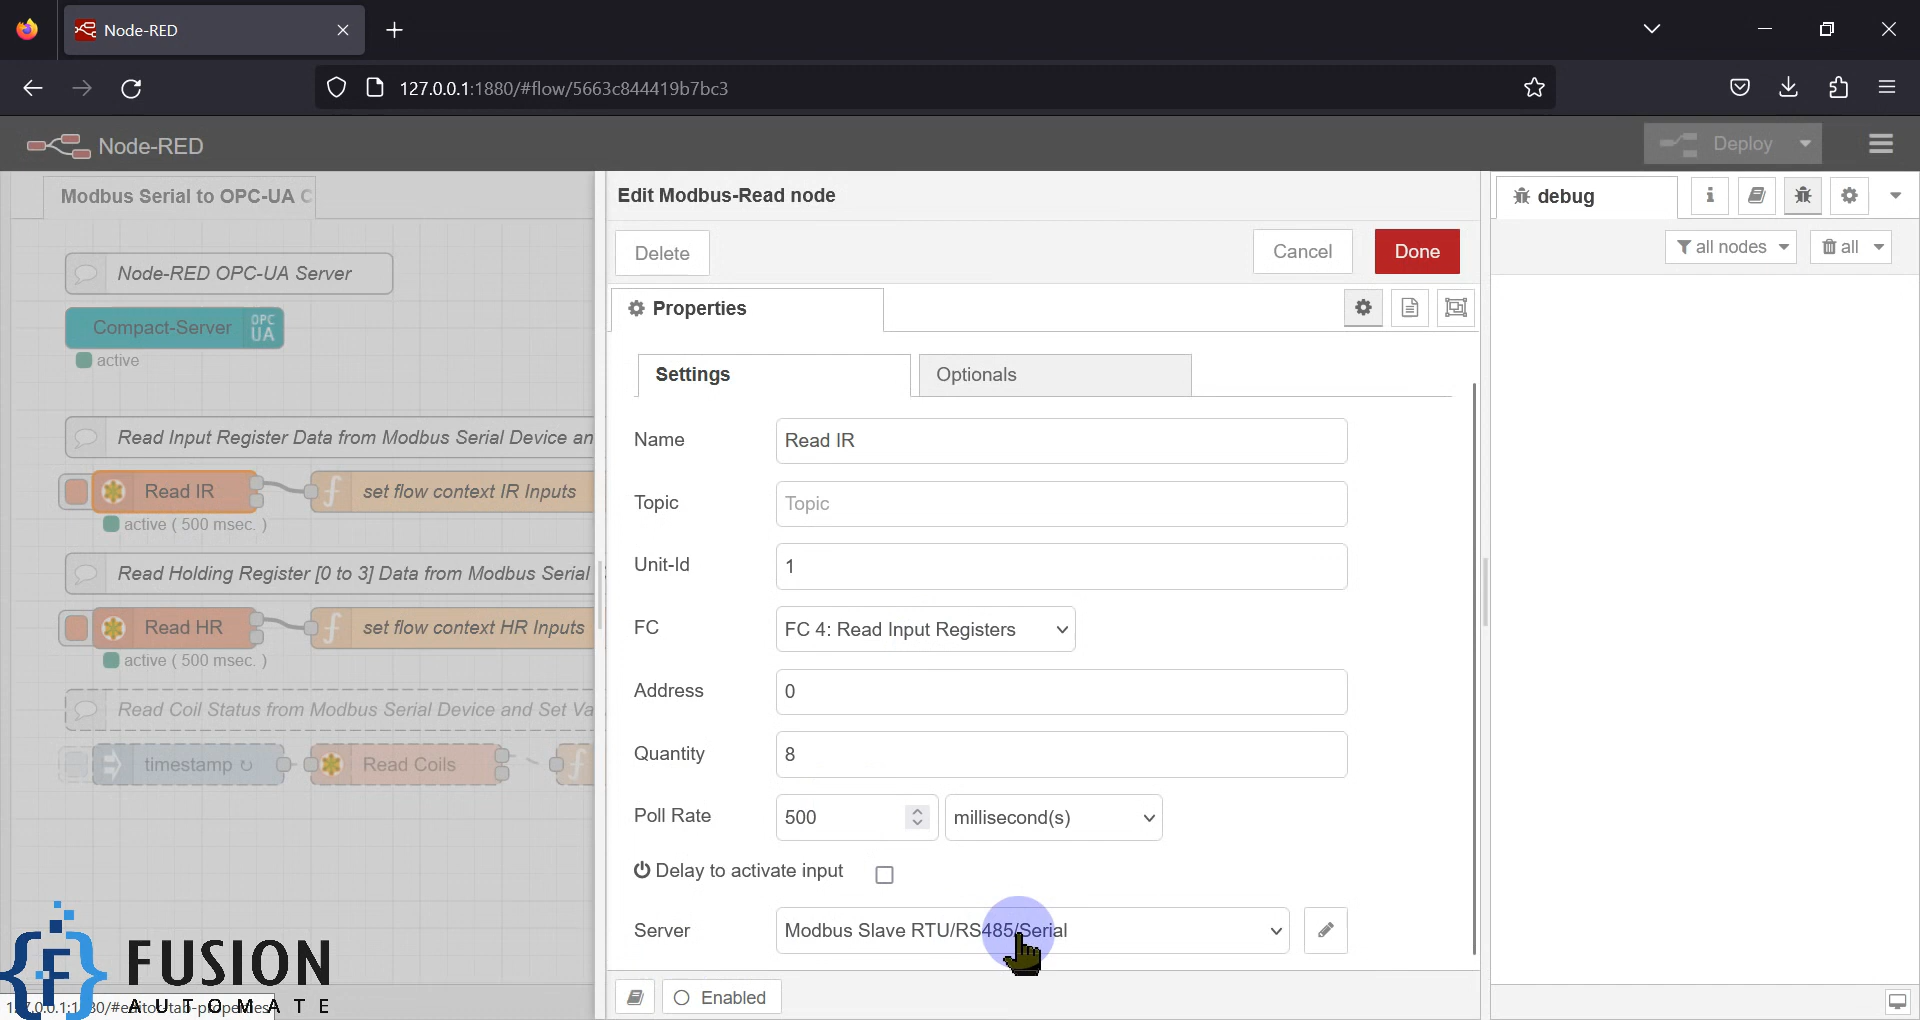 Node-RED
127.0.0.1:1880/#flow/5663c844419b7bc3
Node-RED
Deploy
Modbus Serial to OPC-UA C
Node-RED OPC-UA Server
Compact-Server
OPC
UA
active
Read Input Register Data from Modbus Serial Device an
Read IR
set flow context IR Inputs
active ( 500 msec. )
Read Holding Register [0 to 3] Data from Modbus Serial
Read HR
set flow context HR Inputs
active ( 500 msec. )
Read Coil Status from Modbus Serial Device and Set Va
timestamp ↻
Read Coils
Edit Modbus-Read node
Delete
Cancel
Done
Properties
Settings
Optionals
Name
Read IR
Topic
Topic
Unit-Id
1
FC
FC 4: Read Input Registers
Address
0
Quantity
8
Poll Rate
500
millisecond(s)
Delay to activate input
Server
Modbus Slave RTU/RS485/Serial
Enabled
debug
all nodes
all
FUSION
AUTOMATE